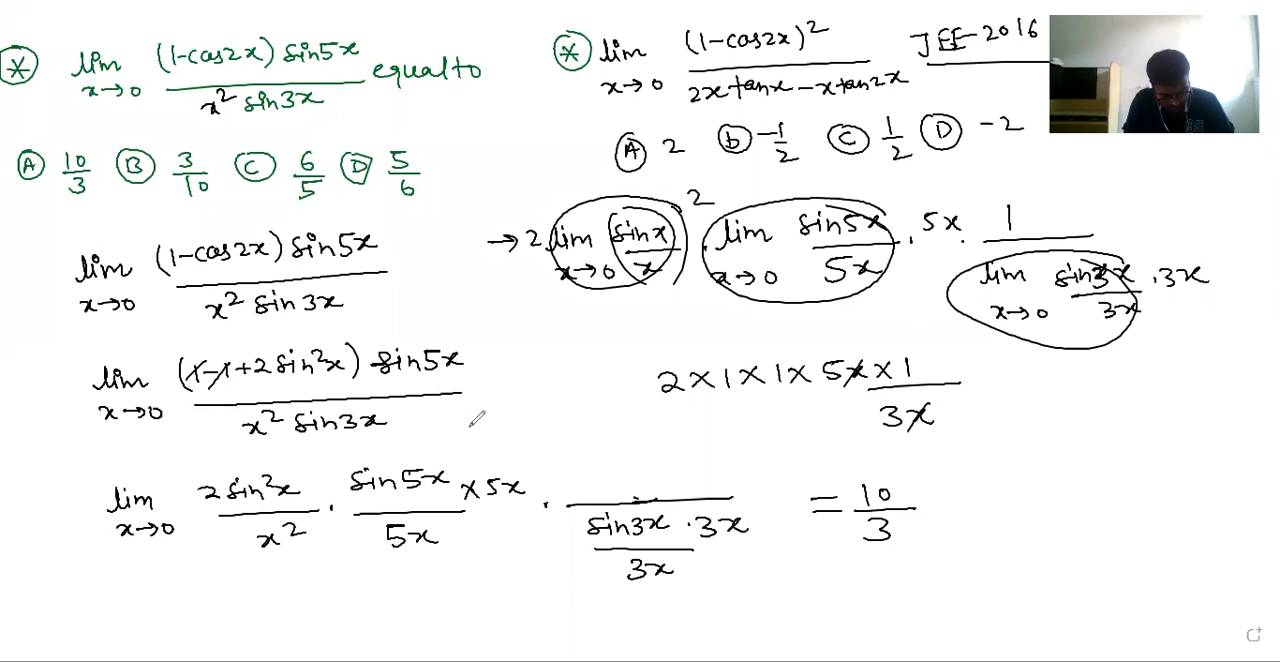 (*) lim x→0 (1-cos2x) sin5x / x² sin3x equal to
(A) 10/3 (B) 3/10 (C) 6/5 (D) 5/6
lim x→0 (1-cos2x) sin5x / x² sin3x
lim x→0 (1-1+2sin²x) sin5x / x² sin3x
lim x→0 2sin²x/x² . sin5x/5x × 5x . 1/(sin3x/3x . 3x)
(*) lim x→0 (1-cos2x)² / 2x tanx - x tan2x JEE-2016
(A) 2 (b) -1/2 (C) 1/2 (D) -2
→ 2. lim x→0 (sinx/x)² . lim x→0 sin5x/5x . 5x . 1/(lim x→0 sin3x/3x . 3x)
2×1×1×5x×1/3x
= 10/3